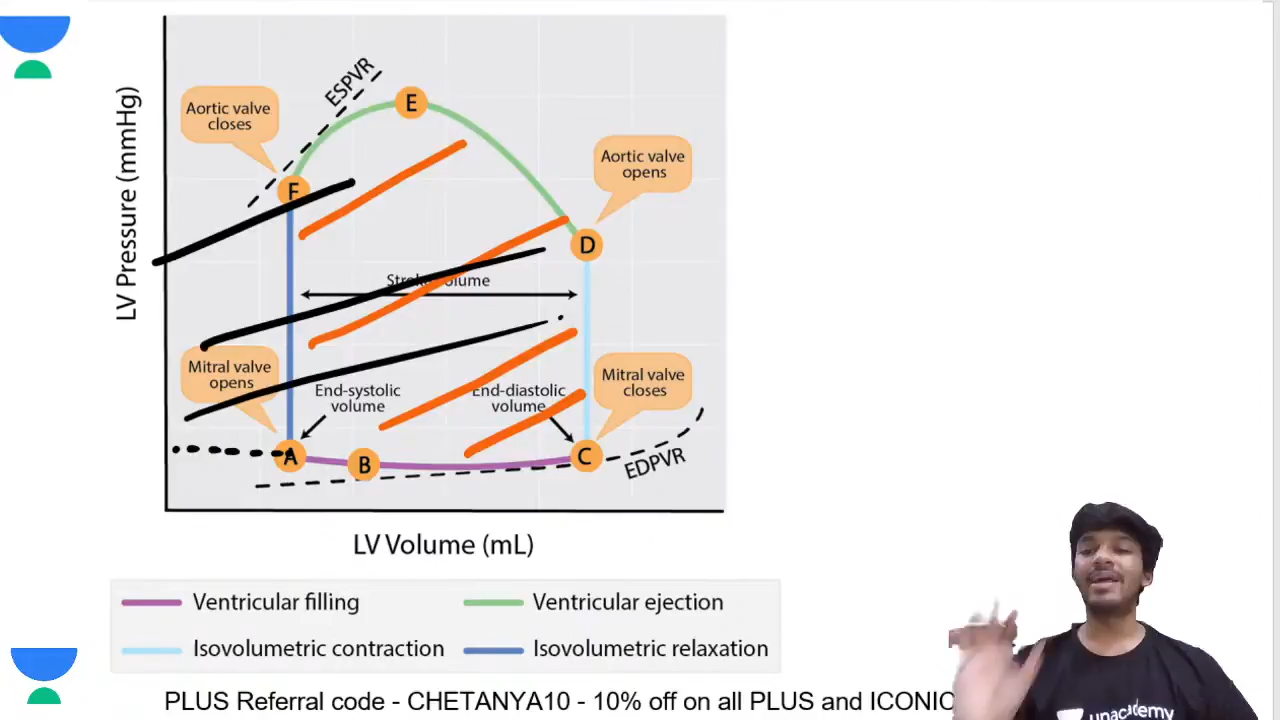 ESPVR
E
Aortic valve
closes
F
Aortic valve
opens
D
LV Pressure (mmHg)
Stroke volume
Mitral valve
opens
End-systolic
volume
End-diastolic
volume
Mitral valve
closes
A
B
C
EDPVR
LV Volume (mL)
Ventricular filling
Ventricular ejection
Isovolumetric contraction
Isovolumetric relaxation
PLUS Referral code - CHETANYA10 - 10% off on all PLUS and ICONIC
unacademy